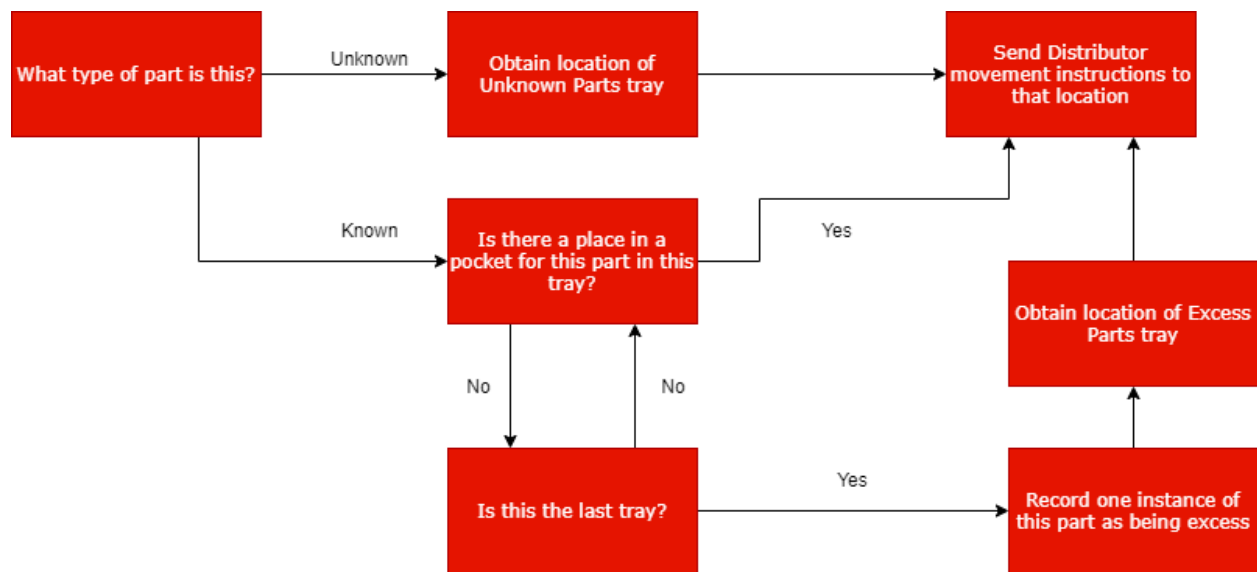 What type of part is this?
Unknown
Obtain location of
Unknown Parts tray
Send Distributor
movement instructions to
that location
Known
Is there a place in a
pocket for this part in this
tray?
Yes
Obtain location of Excess
Parts tray
No
No
Is this the last tray?
Yes
Record one instance of
this part as being excess